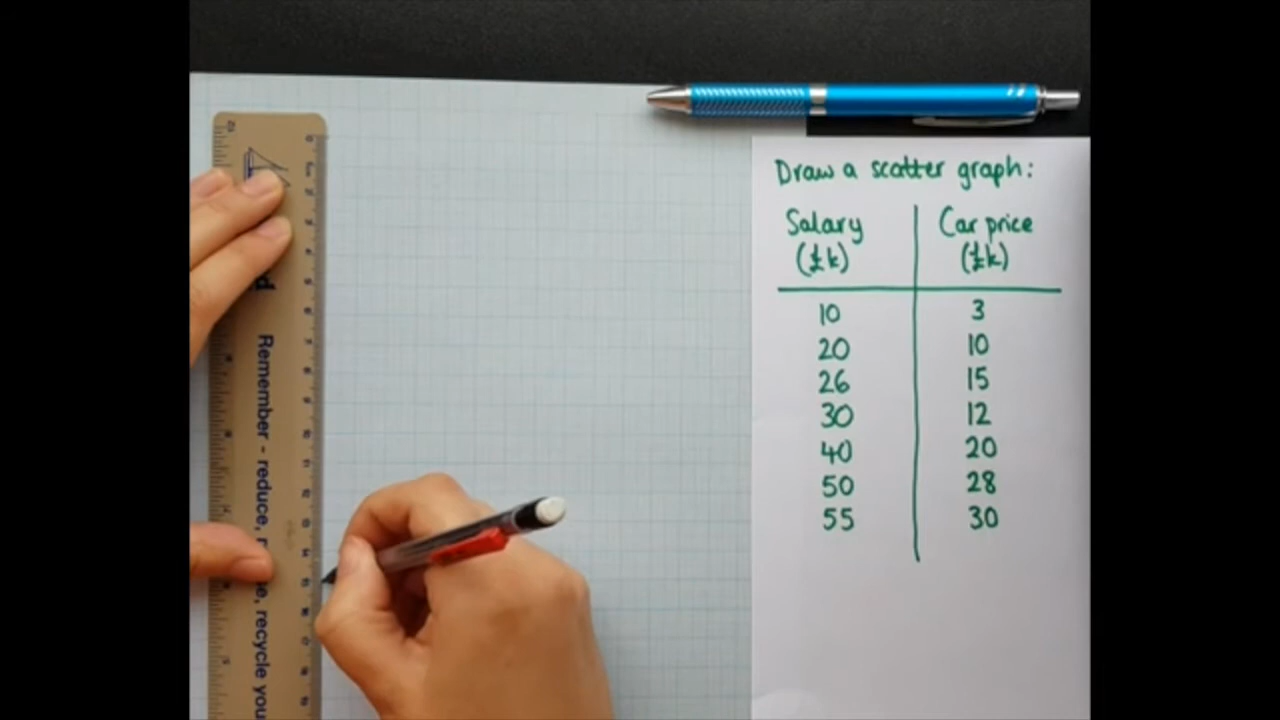 Draw a scatter graph:
Salary (£k) Car price (£k)
10 3
20 10
26 15
30 12
40 20
50 28
55 30
Remember - reduce, recycle you